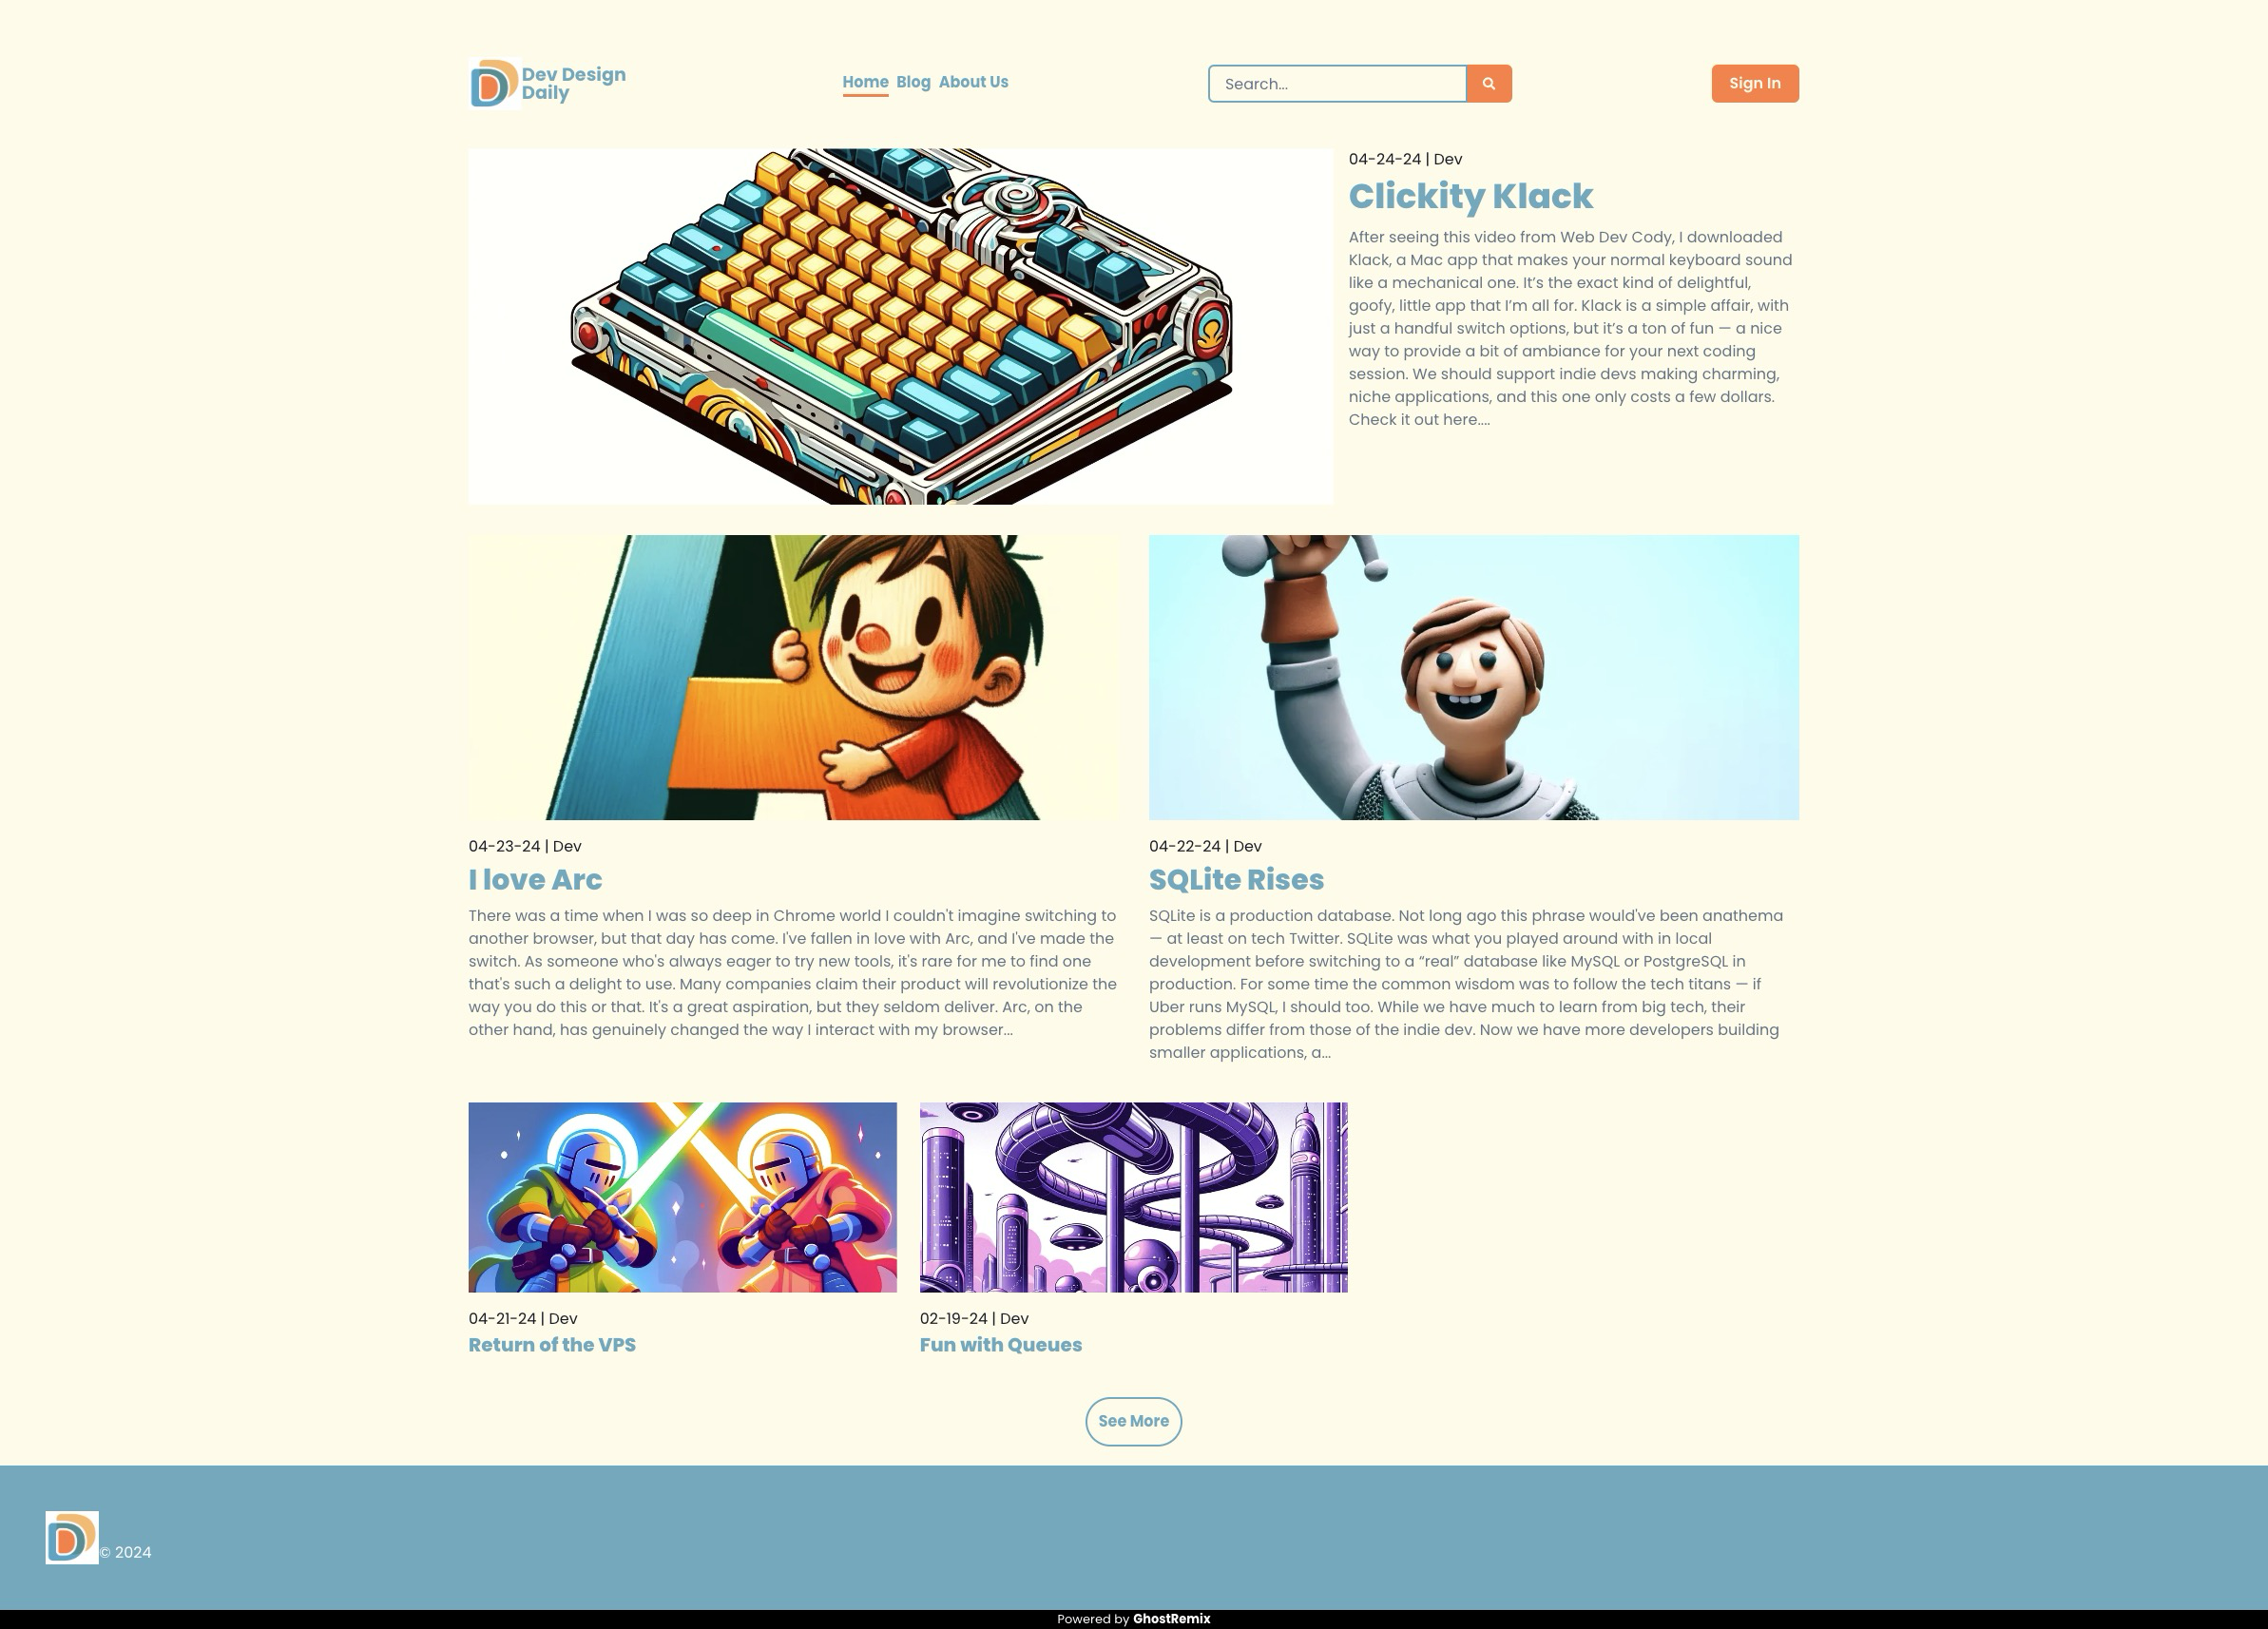 Dev Design
Daily
Home Blog About Us
Search...
Sign In
04-24-24 | Dev
Clickity Klack
After seeing this video from Web Dev Cody, I downloaded
Klack, a Mac app that makes your normal keyboard sound
like a mechanical one. It’s the exact kind of delightful,
goofy, little app that I’m all for. Klack is a simple affair, with
just a handful switch options, but it’s a ton of fun — a nice
way to provide a bit of ambiance for your next coding
session. We should support indie devs making charming,
niche applications, and this one only costs a few dollars.
Check it out here....
04-23-24 | Dev
I love Arc
There was a time when I was so deep in Chrome world I couldn't imagine switching to
another browser, but that day has come. I've fallen in love with Arc, and I've made the
switch. As someone who's always eager to try new tools, it's rare for me to find one
that's such a delight to use. Many companies claim their product will revolutionize the
way you do this or that. It's a great aspiration, but they seldom deliver. Arc, on the
other hand, has genuinely changed the way I interact with my browser...
04-22-24 | Dev
SQLite Rises
SQLite is a production database. Not long ago this phrase would've been anathema
— at least on tech Twitter. SQLite was what you played around with in local
development before switching to a “real” database like MySQL or PostgreSQL in
production. For some time the common wisdom was to follow the tech titans — if
Uber runs MySQL, I should too. While we have much to learn from big tech, their
problems differ from those of the indie dev. Now we have more developers building
smaller applications, a...
04-21-24 | Dev
Return of the VPS
02-19-24 | Dev
Fun with Queues
See More
© 2024
Powered by GhostRemix